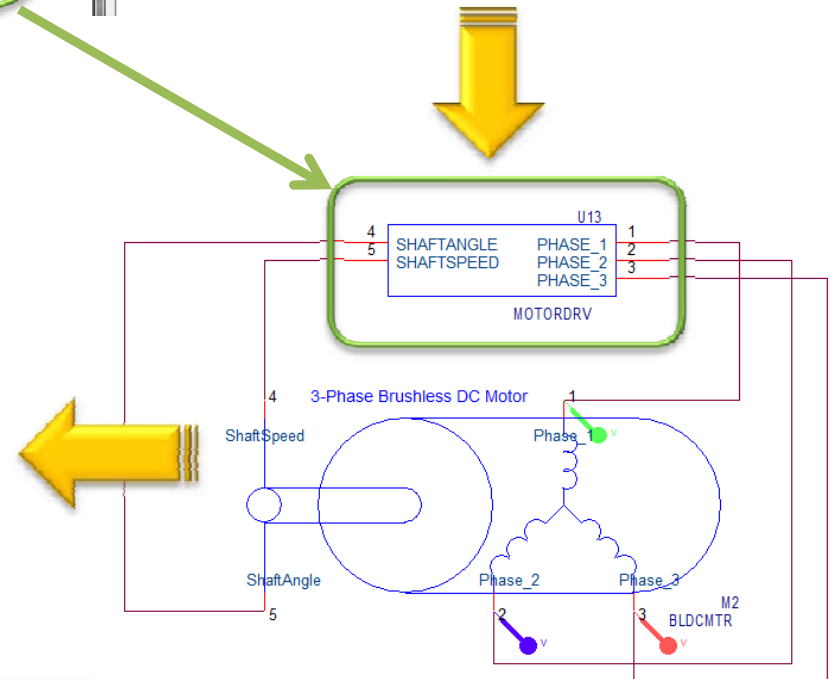 U13
4
SHAFTANGLE
PHASE_1
1
5
SHAFTSPEED
PHASE_2
2
PHASE_3
3
MOTORDRV
4
3-Phase Brushless DC Motor
1
ShaftSpeed
Phase_1
V
ShaftAngle
Phase_2
Phase_3
5
2
3
M2
BLDCMTR
V
V